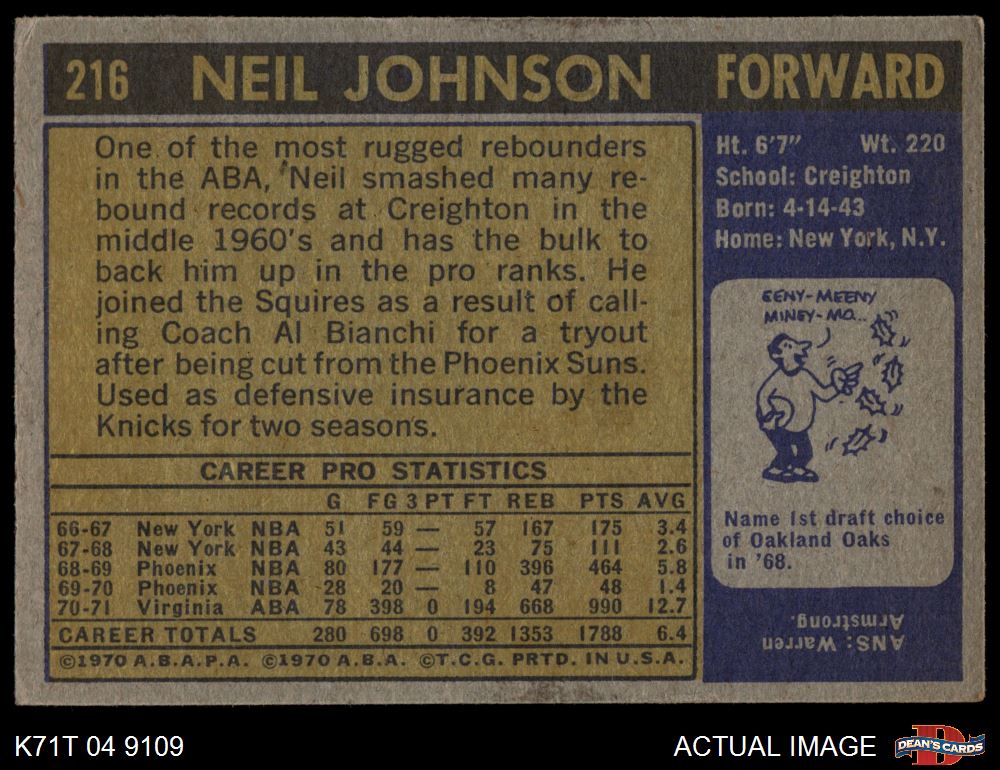 216 NEIL JOHNSON FORWARD
One of the most rugged rebounders
in the ABA, Neil smashed many re-
bound records at Creighton in the
middle 1960's and has the bulk to
back him up in the pro ranks. He
joined the Squires as a result of call-
ing Coach Al Bianchi for a tryout
after being cut from the Phoenix Suns.
Used as defensive insurance by the
Knicks for two seasons.
CAREER PRO STATISTICS
G FG 3 PT FT REB PTS AVG
66-67 New York NBA 51 59 — 57 167 175 3.4
67-68 New York NBA 43 44 — 23 75 111 2.6
68-69 Phoenix NBA 80 177 — 110 396 464 5.8
69-70 Phoenix NBA 28 20 — 8 47 48 1.4
70-71 Virginia ABA 78 398 0 194 668 990 12.7
CAREER TOTALS 280 698 0 392 1353 1788 6.4
©1970 A.B.A.P.A. ©1970 A.B.A. ©T.C.G. PRTD. IN U.S.A.
Ht. 6'7" Wt. 220
School: Creighton
Born: 4-14-43
Home: New York, N.Y.
EENY-MEENY
MINEY-MO..
Name 1st draft choice
of Oakland Oaks
in '68.
ANS: Warren
Armstrong.
K71T 04 9109
ACTUAL IMAGE
D
DEAN'S CARDS